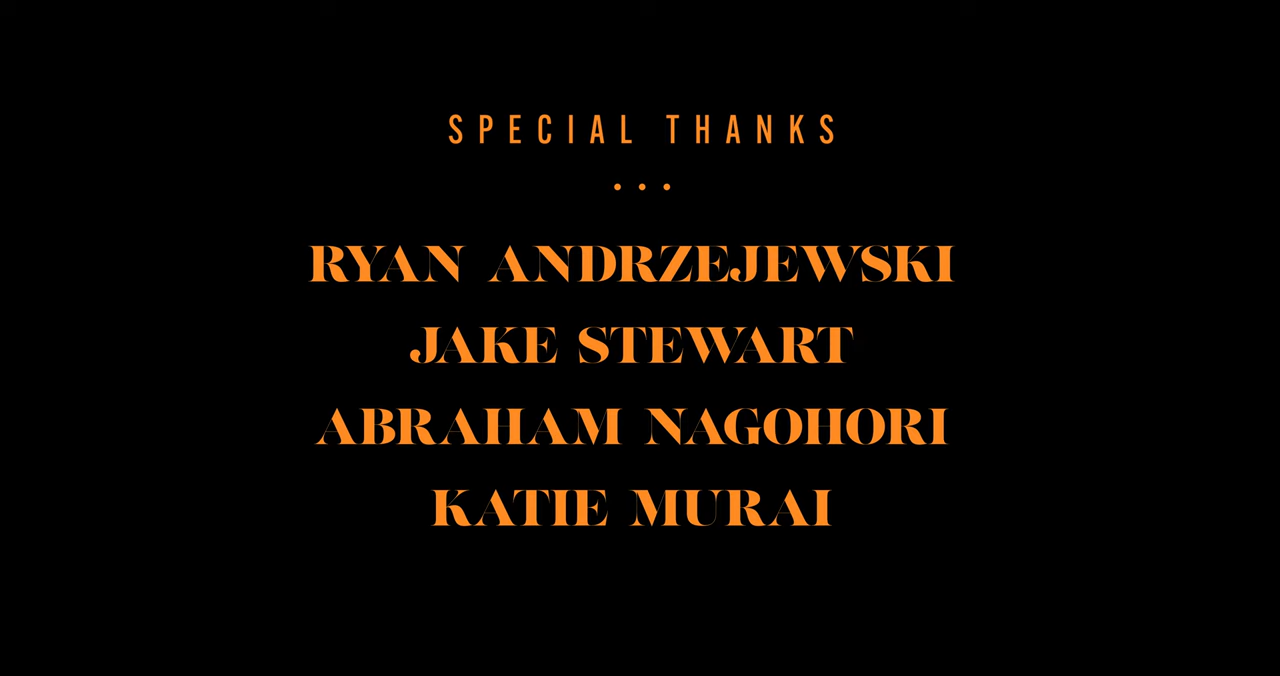 SPECIAL THANKS
...
RYAN ANDRZEJEWSKI
JAKE STEWART
ABRAHAM NAGOHORI
KATIE MURAI